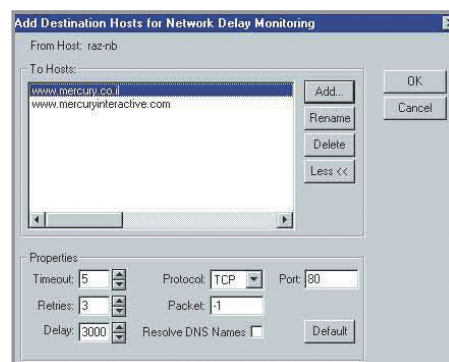 Add Destination Hosts for Network Delay Monitoring
From Host: raz-nb
To Hosts:
www.mercury.co.il
www.mercuryinteractive.com
Add...
Rename
Delete
Less <<
OK
Cancel
Properties
Timeout: 5 Protocol: TCP Port: 80
Retries: 3 Packet: -1
Delay: 3000 Resolve DNS Names Default